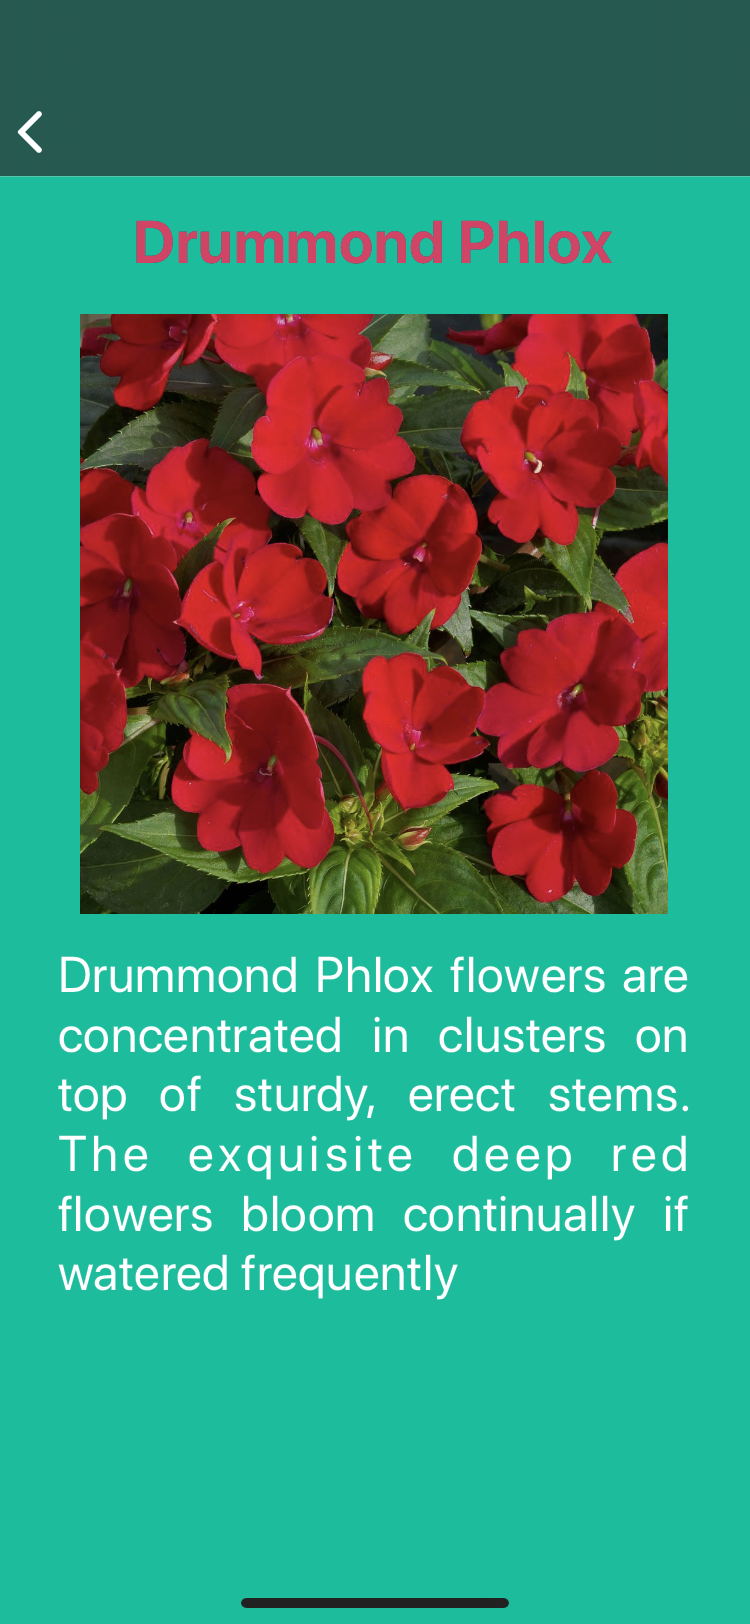 Drummond Phlox
Drummond Phlox flowers are
concentrated in clusters on
top of sturdy, erect stems.
The exquisite deep red
flowers bloom continually if
watered frequently